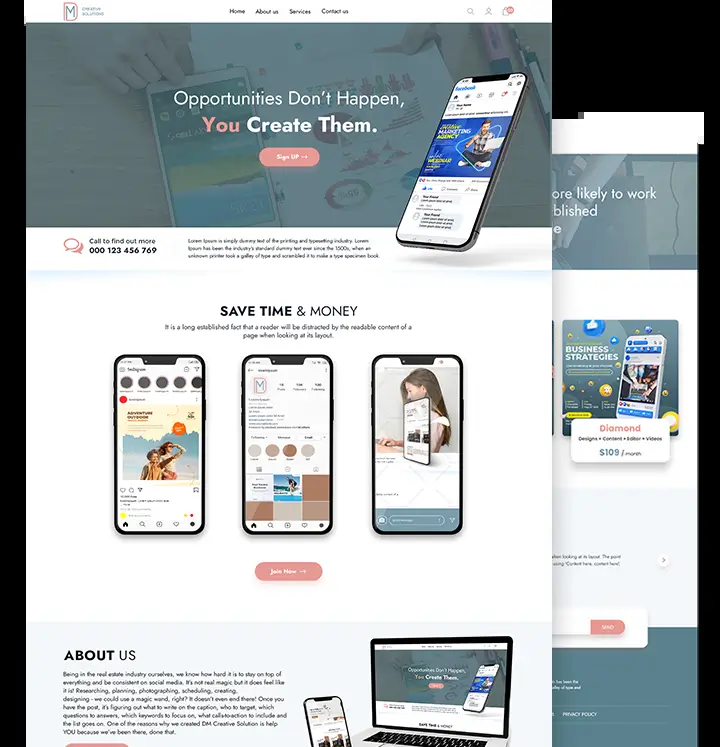 CREATIVE
SOLUTIONS
Home
About us
Services
Contact us
Opportunities Don't Happen,
You Create Them.
Sign UP →
facebook
MARKETING
AGENCY
Call to find out more
000 123 456 769
Lorem Ipsum is simply dummy text of the printing and typesetting industry. Lorem
Ipsum has been the industry's standard dummy text ever since the 1500s, when an
unknown printer took a galley of type and scrambled it to make a type specimen book.
ore likely to work
blished
e
SAVE TIME & MONEY
It is a long established fact that a reader will be distracted by the readable content of a
page when looking at its layout.
ADVENTURE
OUTDOOR
BUSINESS
STRATEGIES
Diamond
Designs + Content + Editor + Videos
$109 / month
when looking at its layout. The point
using 'Content here, content here'.
Join Now →
SEND
ABOUT US
Being in the real estate industry ourselves, we know how hard it is to stay on top of
everything and be consistent on social media. It's not real magic but it does feel like
it is! Researching, planning, photographing, scheduling, creating,
designing - we could use a magic wand, right? It doesn't even end there! Once you
have the post, it's figuring out what to write on the caption, who to target, which
questions to answer, which keywords to focus on, what calls-to-action to include and
the list goes on. One of the reasons why we created DM Creative Solution is help
YOU because we've been there, done that.
Opportunities Don't Happen,
You Create Them.
SAVE TIME & MONEY
PRIVACY POLICY